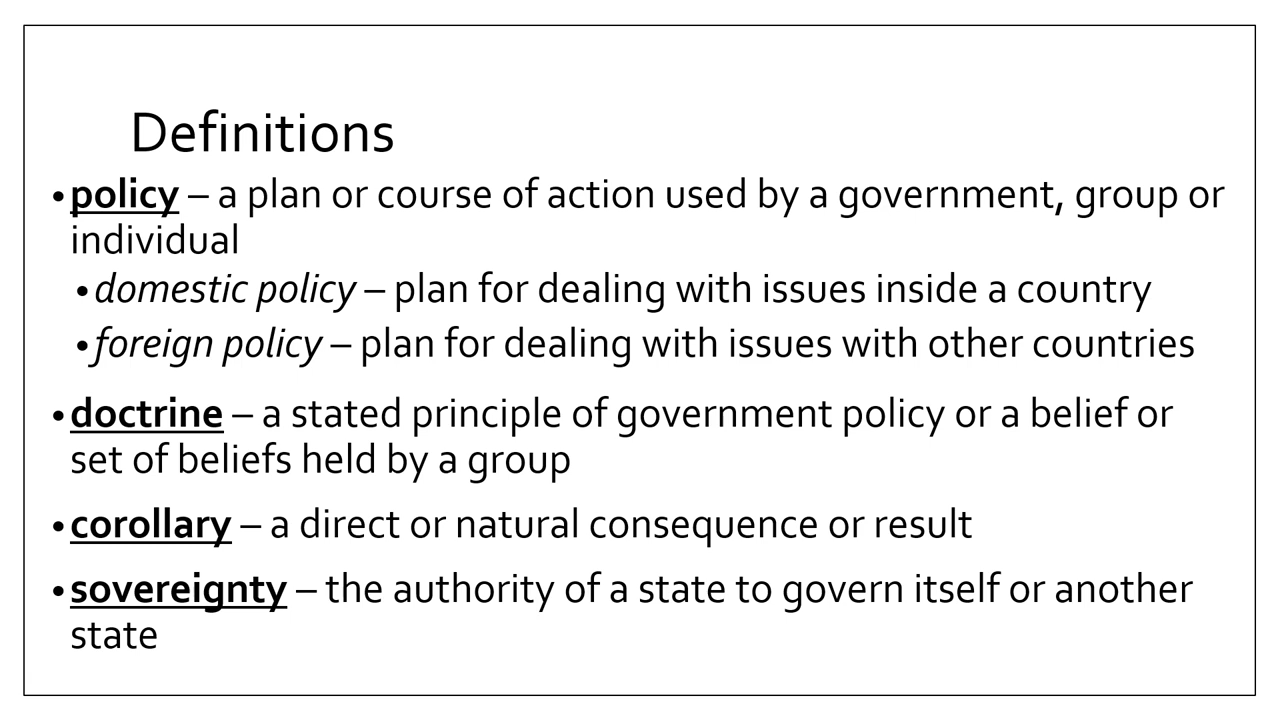 Definitions
•policy – a plan or course of action used by a government, group or
individual
•domestic policy – plan for dealing with issues inside a country
•foreign policy – plan for dealing with issues with other countries
•doctrine – a stated principle of government policy or a belief or
set of beliefs held by a group
•corollary – a direct or natural consequence or result
•sovereignty – the authority of a state to govern itself or another
state